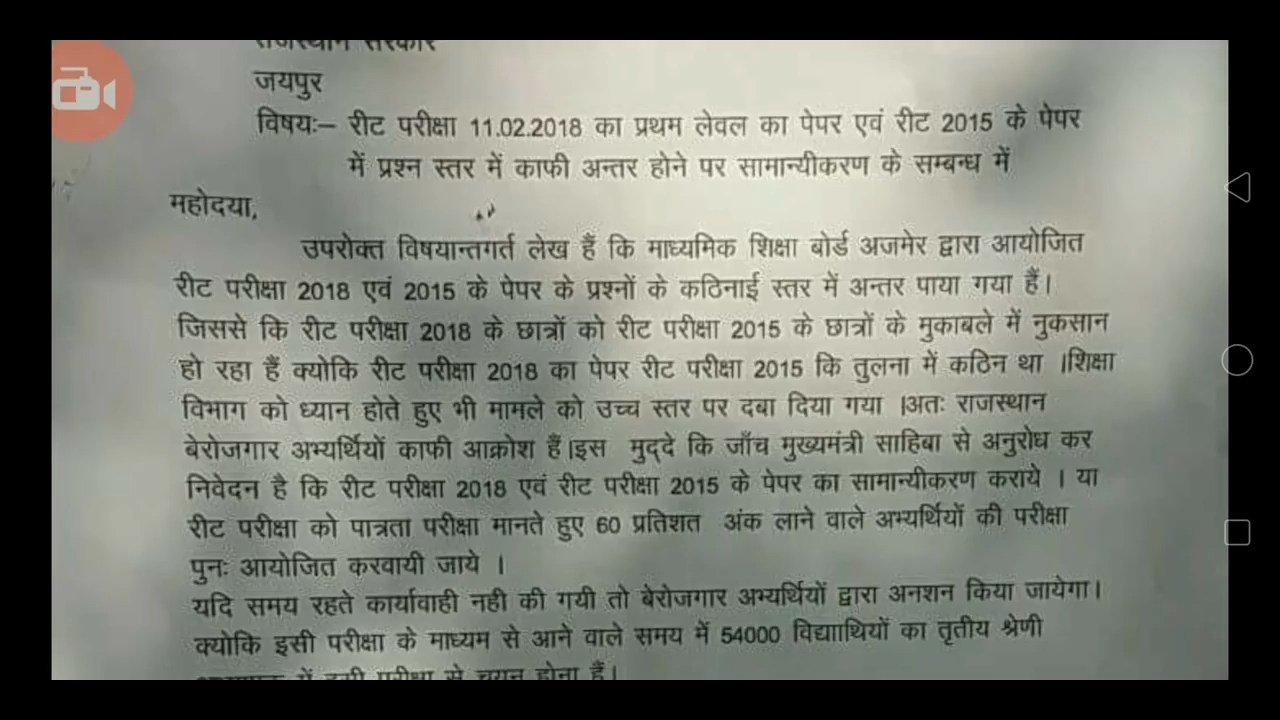 राजस्थान सरकार
जयपुर
विषयः– रीट परीक्षा 11.02.2018 का प्रथम लेवल का पेपर एवं रीट 2015 के पेपर
में प्रश्न स्तर में काफी अन्तर होने पर सामान्यीकरण के सम्बन्ध में
महोदया,
उपरोक्त विषयान्तगर्त लेख हैं कि माध्यमिक शिक्षा बोर्ड अजमेर द्वारा आयोजित
रीट परीक्षा 2018 एवं 2015 के पेपर के प्रश्नों के कठिनाई स्तर में अन्तर पाया गया हैं।
जिससे कि रीट परीक्षा 2018 के छात्रों को रीट परीक्षा 2015 के छात्रों के मुकाबले में नुकसान
हो रहा हैं क्योकि रीट परीक्षा 2018 का पेपर रीट परीक्षा 2015 कि तुलना में कठिन था ।शिक्षा
विभाग को ध्यान होते हुए भी मामले को उच्च स्तर पर दबा दिया गया ।अतः राजस्थान
बेरोजगार अभ्यर्थियों काफी आक्रोश हैं।इस मुद्दे कि जाँच मुख्यमंत्री साहिबा से अनुरोध कर
निवेदन है कि रीट परीक्षा 2018 एवं रीट परीक्षा 2015 के पेपर का सामान्यीकरण कराये । या
रीट परीक्षा को पात्रता परीक्षा मानते हुए 60 प्रतिशत अंक लाने वाले अभ्यर्थियों की परीक्षा
पुनः आयोजित करवायी जाये ।
यदि समय रहते कार्यावाही नही की गयी तो बेरोजगार अभ्यर्थियों द्वारा अनशन किया जायेगा।
क्योकि इसी परीक्षा के माध्यम से आने वाले समय में 54000 विद्यााथियों का तृतीय श्रेणी
में इसी परीक्षा से चयन होना हैं।